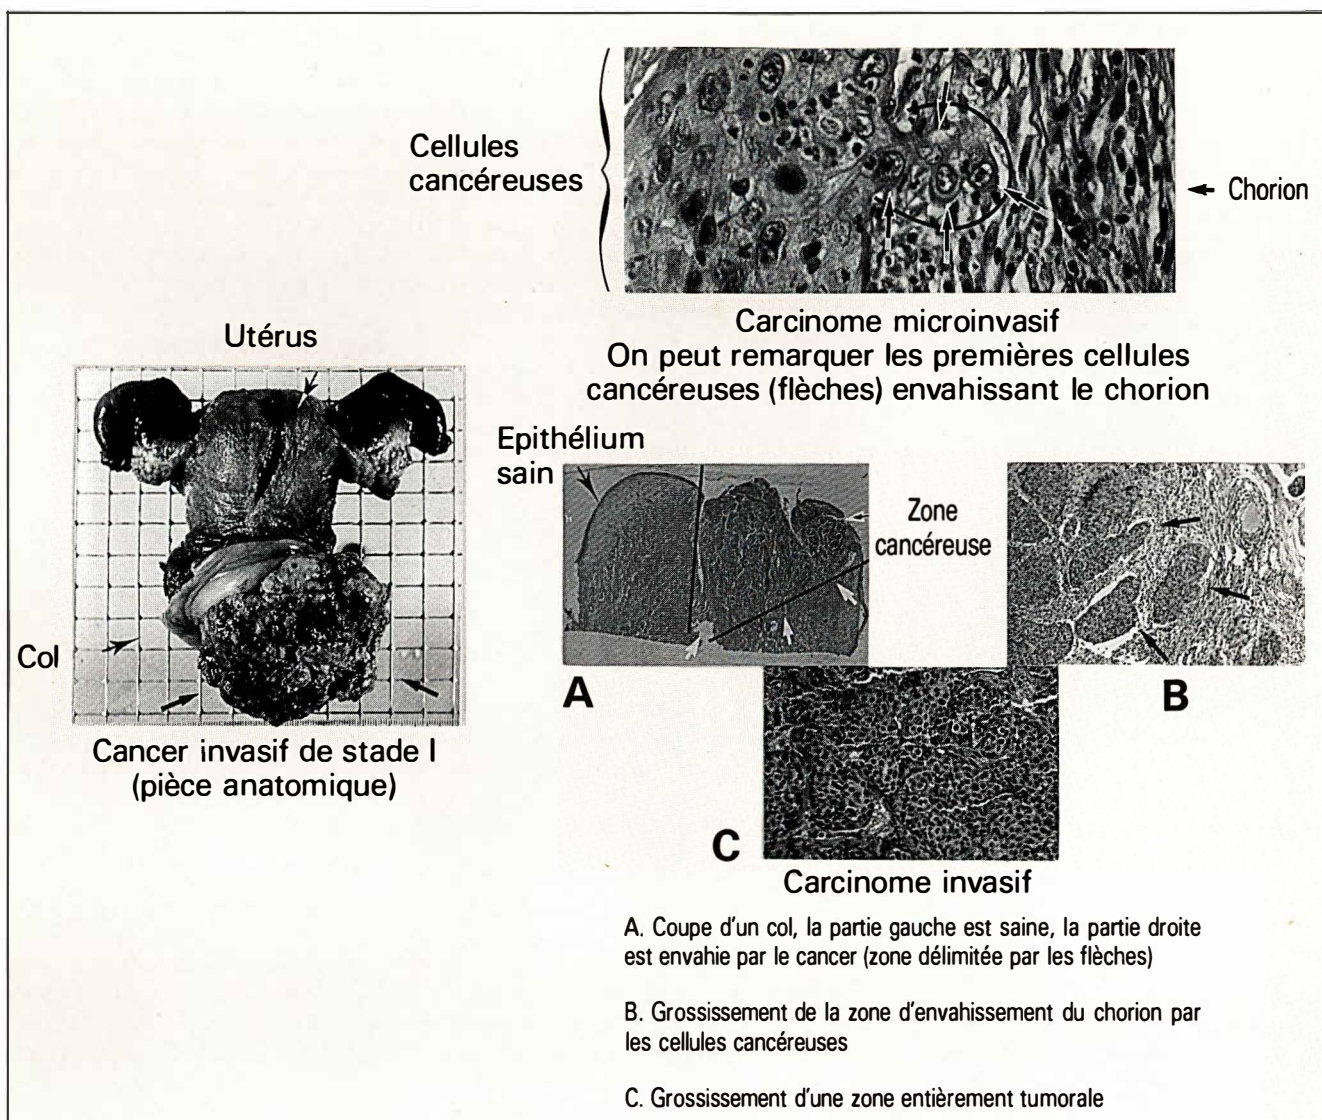 Cellules
cancéreuses
Chorion
Carcinome microinvasif
On peut remarquer les premières cellules
cancéreuses (flèches) envahissant le chorion
Utérus
Col
Cancer invasif de stade I
(pièce anatomique)
Epithélium
sain
Zone
cancéreuse
A
B
C
Carcinome invasif
A. Coupe d'un col, la partie gauche est saine, la partie droite
est envahie par le cancer (zone délimitée par les flèches)
B. Grossissement de la zone d'envahissement du chorion par
les cellules cancéreuses
C. Grossissement d'une zone entièrement tumorale